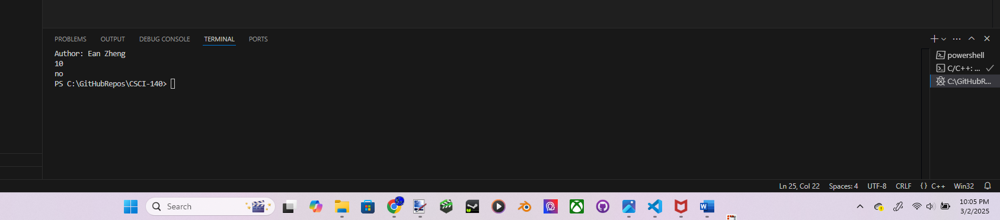 PROBLEMS OUTPUT DEBUG CONSOLE TERMINAL PORTS
Author: Ean Zheng
10
no
PS C:\GitHubRepos\CSCI-140>
powershell
C/C++: ...
C:\GitHubR...
Ln 25, Col 22 Spaces: 4 UTF-8 CRLF {} C++ Win32
Search
10:05 PM
3/2/2025